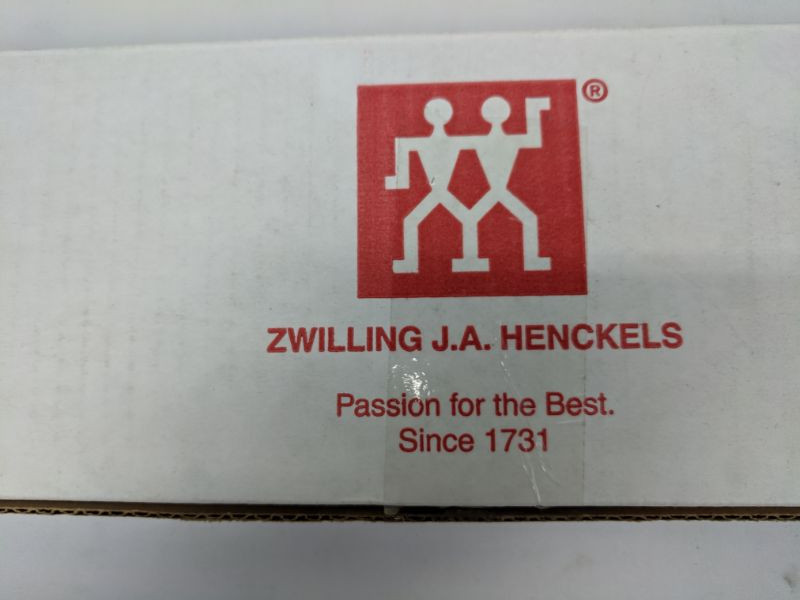 ®
ZWILLING J.A. HENCKELS
Passion for the Best.
Since 1731